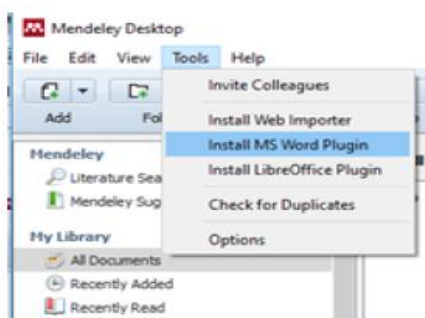 Mendeley Desktop
File Edit View Tools Help
Add Fol
Invite Colleagues
Install Web Importer
Install MS Word Plugin
Install LibreOffice Plugin
Check for Duplicates
Options
Mendeley
Literature Sea
Mendeley Sug
My Library
All Documents
Recently Added
Recently Read